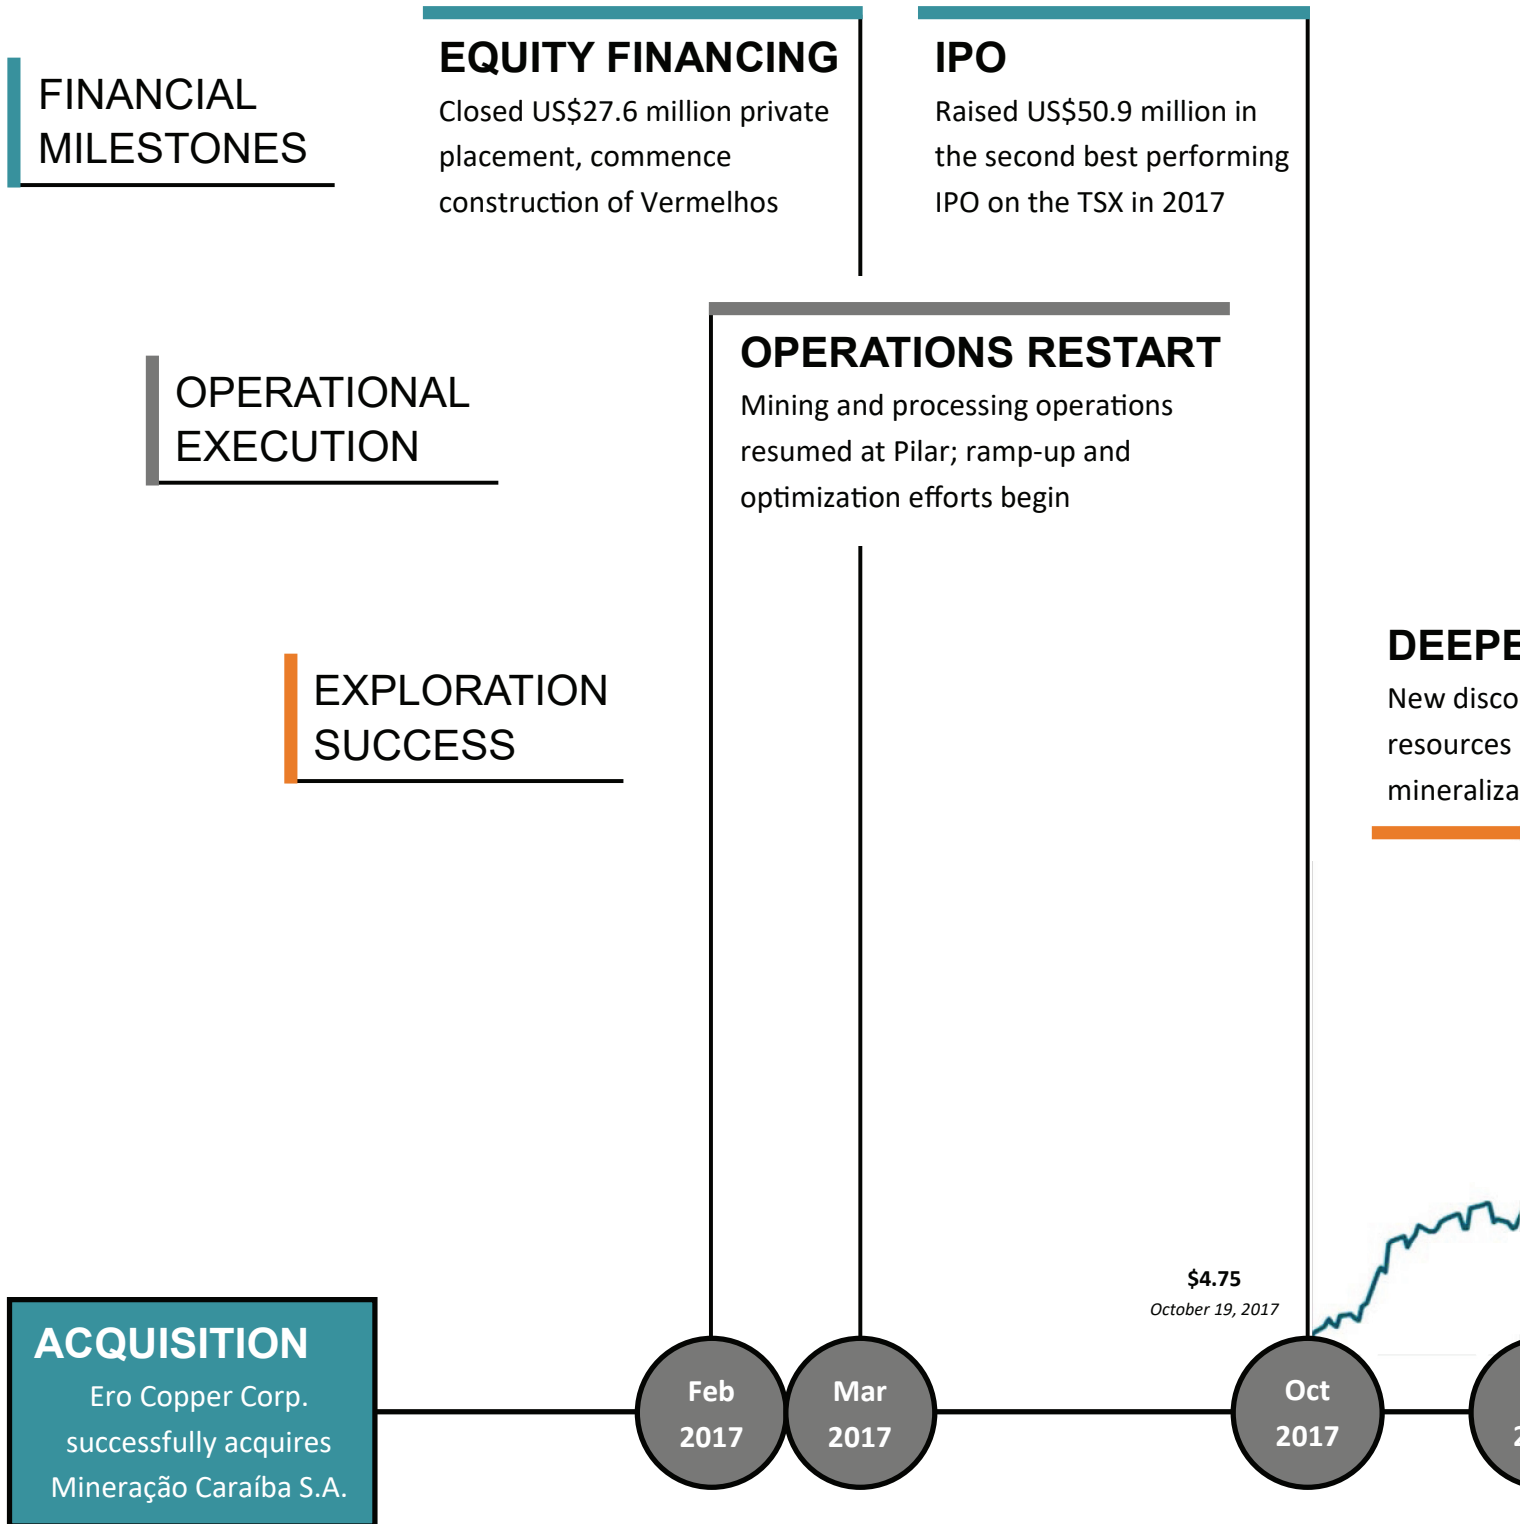 FINANCIAL
MILESTONES
EQUITY FINANCING
Closed US$27.6 million private
placement, commence
construction of Vermelhos
IPO
Raised US$50.9 million in
the second best performing
IPO on the TSX in 2017
OPERATIONAL
EXECUTION
OPERATIONS RESTART
Mining and processing operations
resumed at Pilar; ramp-up and
optimization efforts begin
EXPLORATION
SUCCESS
New
resources
$4.75
October 19, 2017
ACQUISITION
Ero Copper Corp.
successfully acquires
Mineração Caraíba S.A.
Feb
2017
Mar
2017
Oct
2017